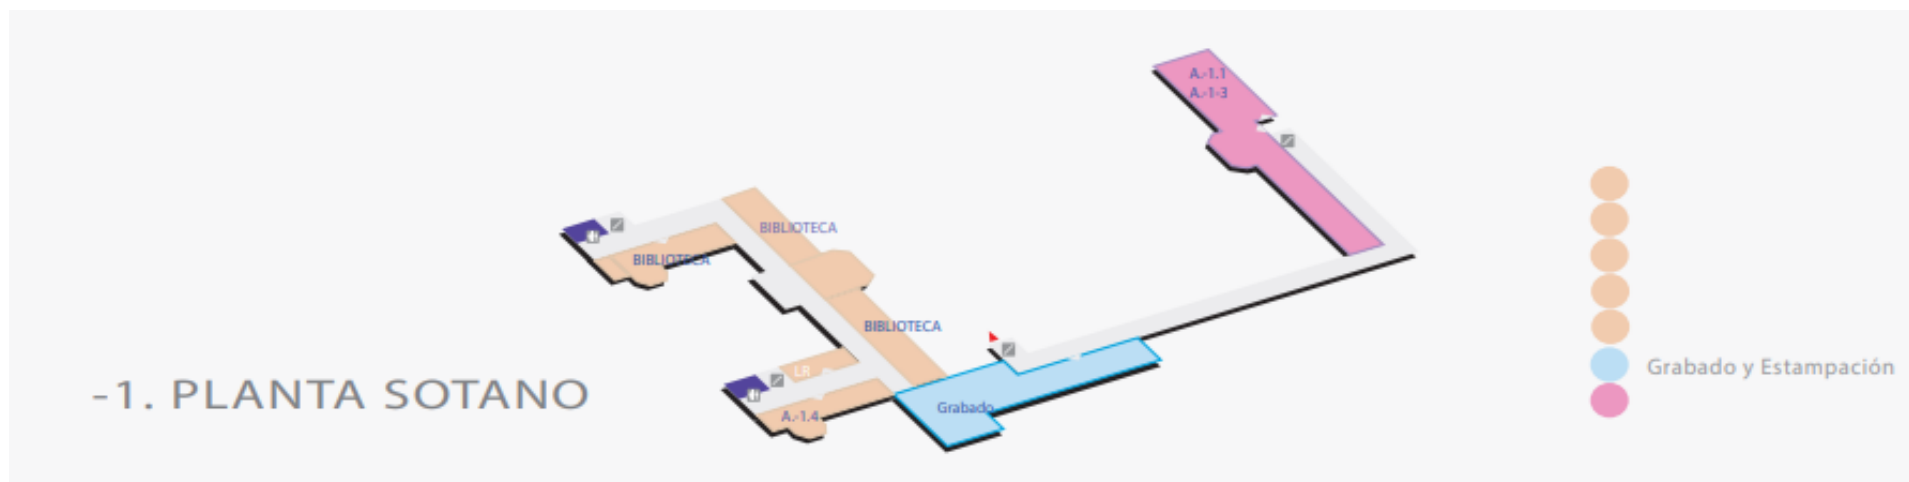 A.-1.1
A.-1-3
BIBLIOTECA
BIBLIOTECA
BIBLIOTECA
LR
Grabado y Estampación
-1. PLANTA SOTANO
Grabado
A.-1.4